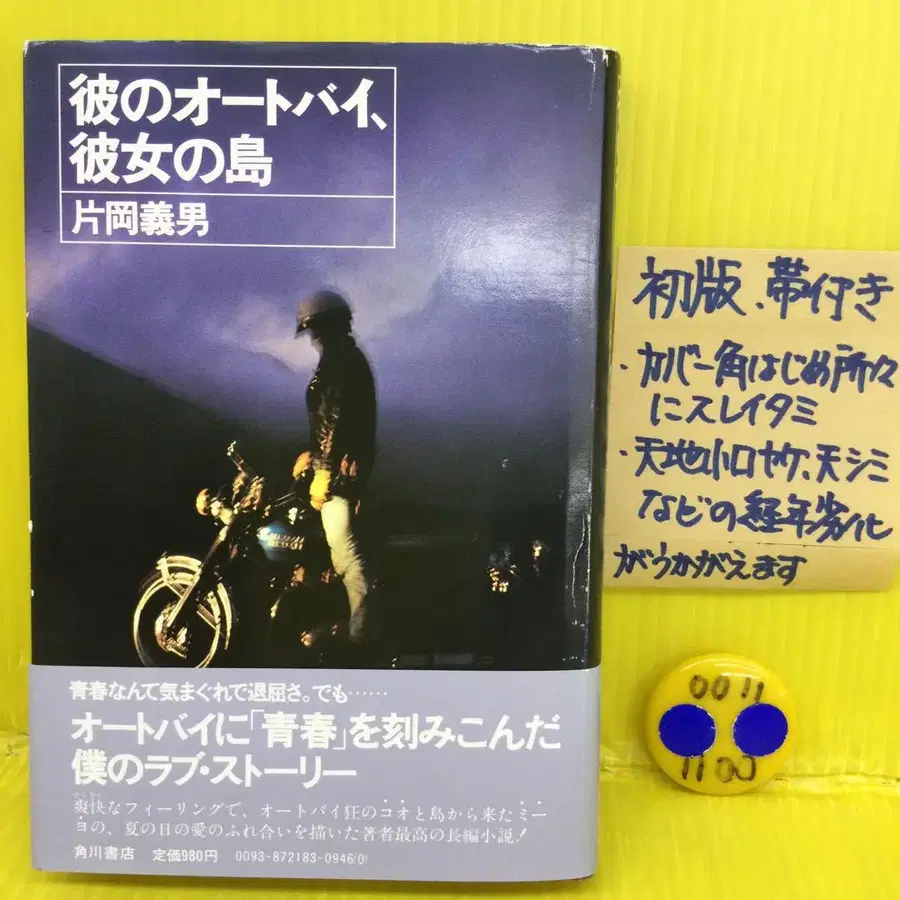 彼のオートバイ、
彼女の島
片岡義男
青春なんて気まぐれで退屈さ。でも……
オートバイに「青春」を刻みこんだ
僕のラブ・ストーリー
爽快なフィーリングで、オートバイ狂のコオと島から来たミー
ヨの、夏の日の愛のふれ合いを描いた著者最高の長編小説!
角川書店 定価980円 0093-872183-0946(0)
初版、帯付き
・カバー角はじめ所々
にスレイタミ
・天地小口ヤケ、天シミ
などの経年劣化
がうかがえます
00 11
11 00